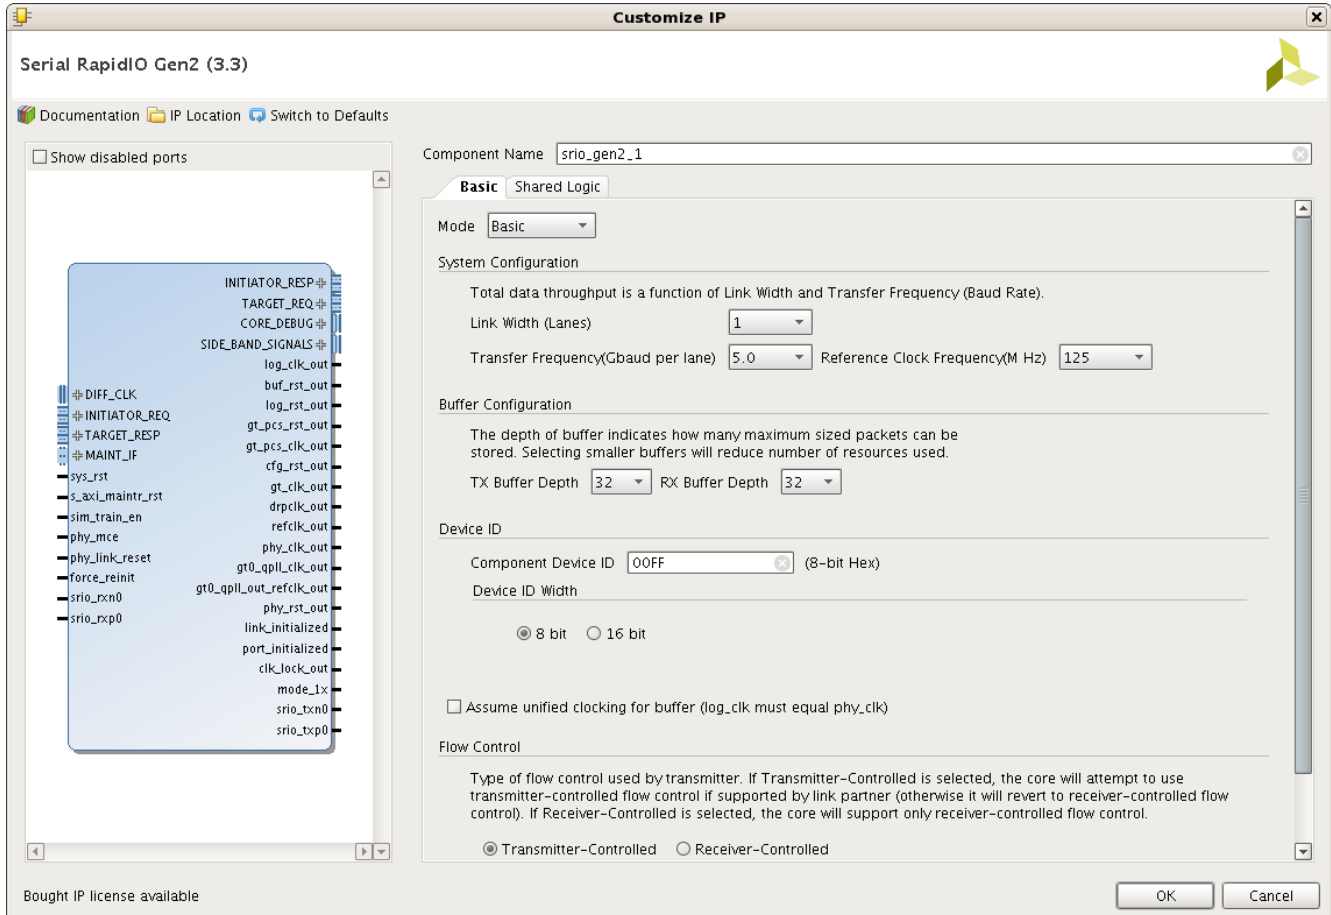 Customize IP
Serial RapidIO Gen2 (3.3)
Documentation IP Location Switch to Defaults
Show disabled ports
INITIATOR_RESP
TARGET_REQ
CORE_DEBUG
SIDE_BAND_SIGNALS
log_clk_out
buf_rst_out
log_rst_out
gt_pcs_rst_out
gt_pcs_clk_out
cfg_rst_out
gt_clk_out
drpclk_out
refclk_out
phy_clk_out
gt0_qpll_clk_out
gt0_qpll_out_refclk_out
phy_rst_out
link_initialized
port_initialized
clk_lock_out
mode_1x
srio_txn0
srio_txp0
DIFF_CLK
INITIATOR_REQ
TARGET_RESP
MAINT_IF
sys_rst
s_axi_maintr_rst
sim_train_en
phy_mce
phy_link_reset
force_reinit
srio_rxn0
srio_rxp0
Component Name srio_gen2_1
Basic Shared Logic
Mode Basic
System Configuration
Total data throughput is a function of Link Width and Transfer Frequency (Baud Rate).
Link Width (Lanes) 1
Transfer Frequency(Gbaud per lane) 5.0 Reference Clock Frequency(M Hz) 125
Buffer Configuration
The depth of buffer indicates how many maximum sized packets can be
stored. Selecting smaller buffers will reduce number of resources used.
TX Buffer Depth 32 RX Buffer Depth 32
Device ID
Component Device ID 00FF (8-bit Hex)
Device ID Width
8 bit 16 bit
Assume unified clocking for buffer (log_clk must equal phy_clk)
Flow Control
Type of flow control used by transmitter. If Transmitter-Controlled is selected, the core will attempt to use
transmitter-controlled flow control if supported by link partner (otherwise it will revert to receiver-controlled flow
control). If Receiver-Controlled is selected, the core will support only receiver-controlled flow control.
Transmitter-Controlled Receiver-Controlled
Bought IP license available
OK Cancel